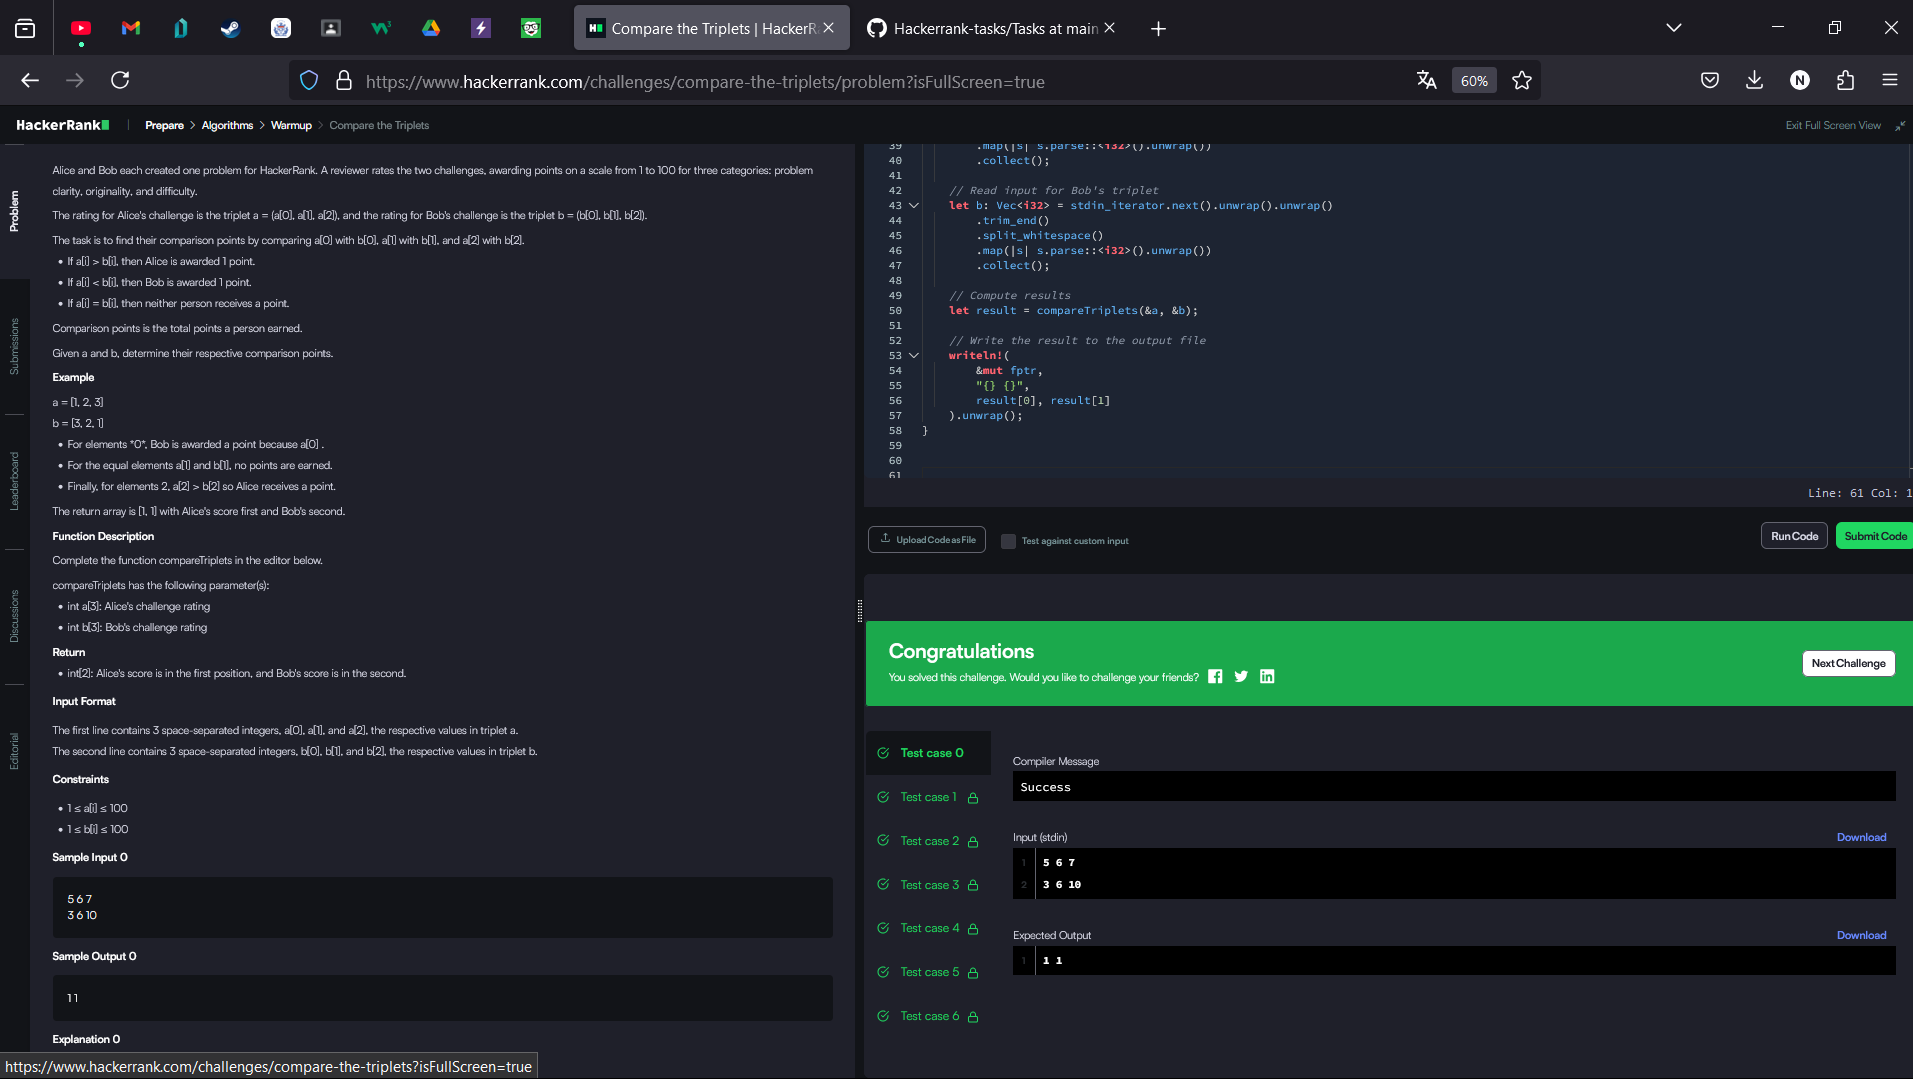 Compare the Triplets | HackerR
Hackerrank-tasks/Tasks at main
https://www.hackerrank.com/challenges/compare-the-triplets/problem?isFullScreen=true
60%
N
HackerRank
Prepare > Algorithms > Warmup > Compare the Triplets
Exit Full Screen View
Problem
Submissions
Leaderboard
Discussions
Editorial
Alice and Bob each created one problem for HackerRank. A reviewer rates the two challenges, awarding points on a scale from 1 to 100 for three categories: problem
clarity, originality, and difficulty.
The rating for Alice's challenge is the triplet a = (a[0], a[1], a[2]), and the rating for Bob's challenge is the triplet b = (b[0], b[1], b[2]).
The task is to find their comparison points by comparing a[0] with b[0], a[1] with b[1], and a[2] with b[2].
• If a[i] > b[i], then Alice is awarded 1 point.
• If a[i] < b[i], then Bob is awarded 1 point.
• If a[i] = b[i], then neither person receives a point.
Comparison points is the total points a person earned.
Given a and b, determine their respective comparison points.
Example
a = [1, 2, 3]
b = [3, 2, 1]
• For elements *0*, Bob is awarded a point because a[0] .
• For the equal elements a[1] and b[1], no points are earned.
• Finally, for elements 2, a[2] > b[2] so Alice receives a point.
The return array is [1, 1] with Alice's score first and Bob's second.
Function Description
Complete the function compareTriplets in the editor below.
compareTriplets has the following parameter(s):
• int a[3]: Alice's challenge rating
• int b[3]: Bob's challenge rating
Return
• int[2]: Alice's score is in the first position, and Bob's score is in the second.
Input Format
The first line contains 3 space-separated integers, a[0], a[1], and a[2], the respective values in triplet a.
The second line contains 3 space-separated integers, b[0], b[1], and b[2], the respective values in triplet b.
Constraints
• 1 ≤ a[i] ≤ 100
• 1 ≤ b[i] ≤ 100
Sample Input 0
5 6 7
3 6 10
Sample Output 0
1 1
Explanation 0
https://www.hackerrank.com/challenges/compare-the-triplets?isFullScreen=true
39 .map(|s| s.parse::<i32>().unwrap())
40 .collect();
41
42 // Read input for Bob's triplet
43 let b: Vec<i32> = stdin_iterator.next().unwrap().unwrap()
44 .trim_end()
45 .split_whitespace()
46 .map(|s| s.parse::<i32>().unwrap())
47 .collect();
48
49 // Compute results
50 let result = compareTriplets(&a, &b);
51
52 // Write the result to the output file
53 writeln!(
54 &mut fptr,
55 "{} {}",
56 result[0], result[1]
57 ).unwrap();
58 }
59
60
61
Line: 61 Col: 1
Upload Code as File
Test against custom input
Run Code
Submit Code
Congratulations
You solved this challenge. Would you like to challenge your friends?
Next Challenge
Test case 0
Test case 1
Test case 2
Test case 3
Test case 4
Test case 5
Test case 6
Compiler Message
Success
Input (stdin)
Download
1 5 6 7
2 3 6 10
Expected Output
Download
1 1 1